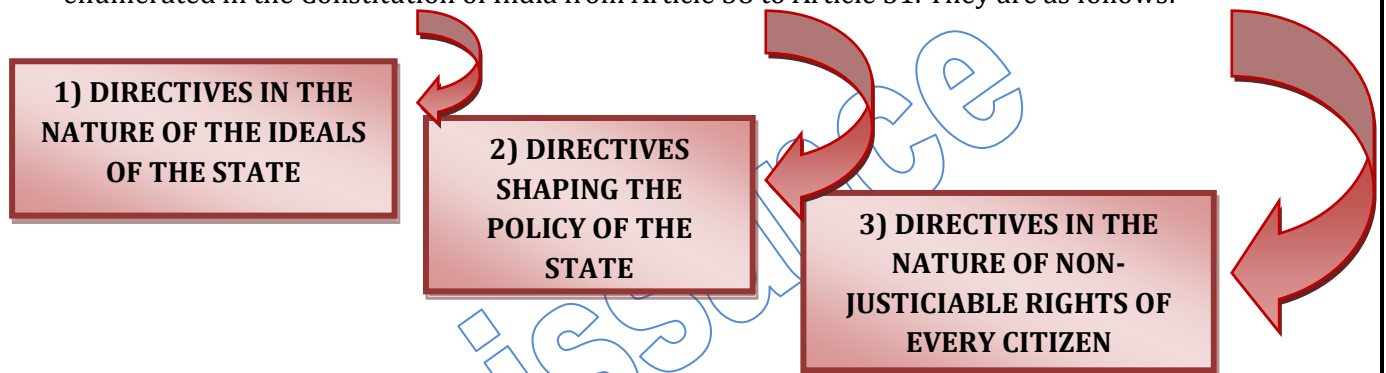 enumerated in the Constitution of India from Article 36 to Article 51. They are as follows:
1) DIRECTIVES IN THE
NATURE OF THE IDEALS
OF THE STATE
2) DIRECTIVES
SHAPING THE
POLICY OF THE
STATE
3) DIRECTIVES IN THE
NATURE OF NON-
JUSTICIABLE RIGHTS OF
EVERY CITIZEN